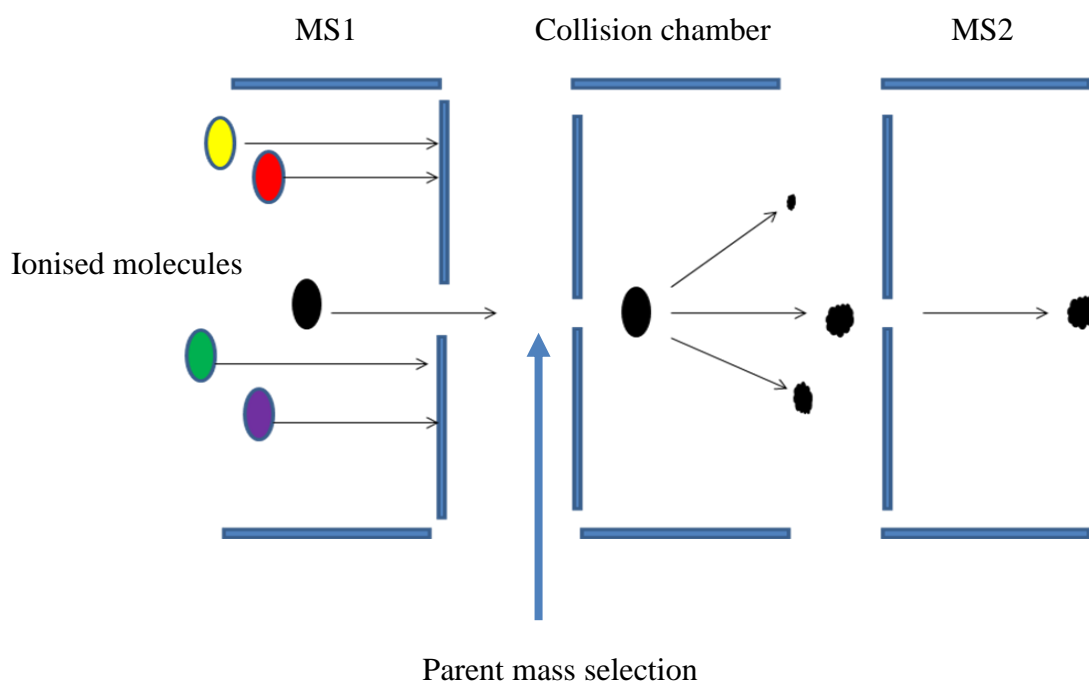 MS1
Collision chamber
MS2
Ionised molecules
Parent mass selection